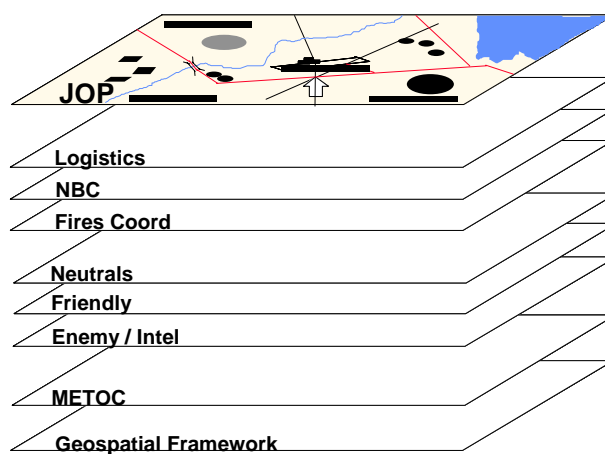 JOP
Logistics
NBC
Fires Coord
Neutrals
Friendly
Enemy / Intel
METOC
Geospatial Framework